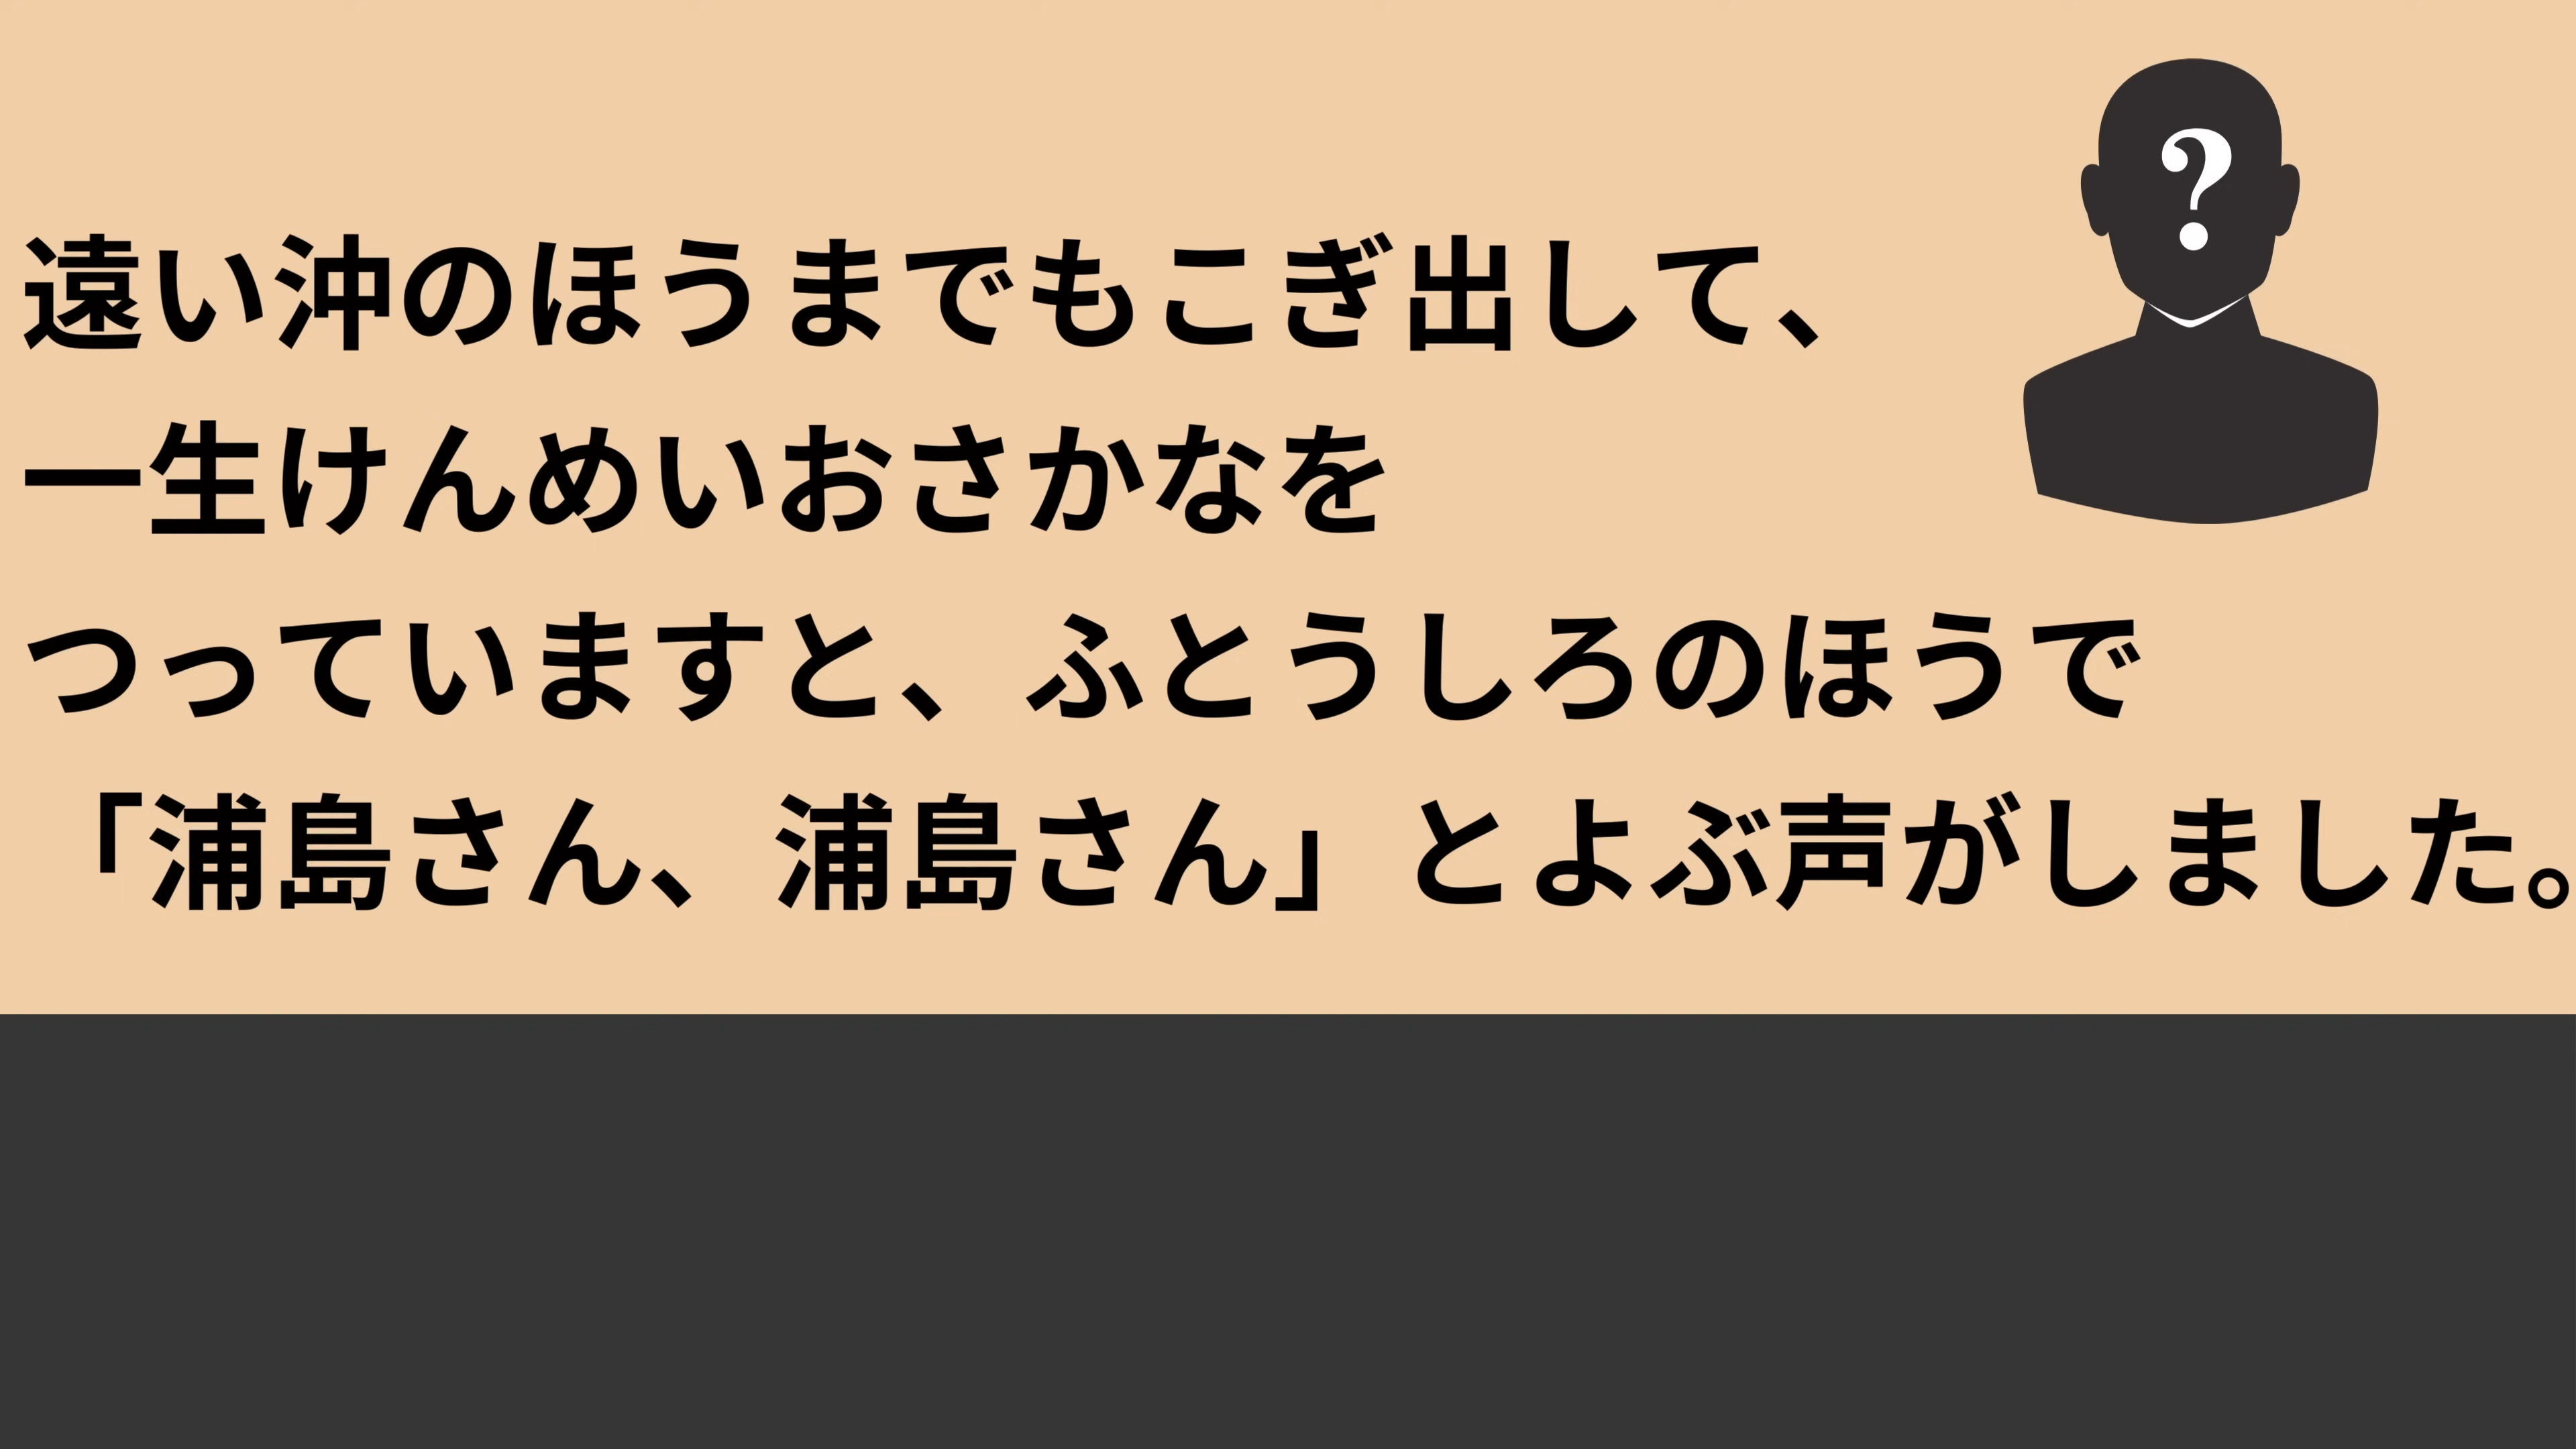 ?
遠い沖のほうまでもこぎ出して、
一生けんめいおさかなを
つっていますと、ふとうしろのほうで
「浦島さん、浦島さん」とよぶ声がしました。